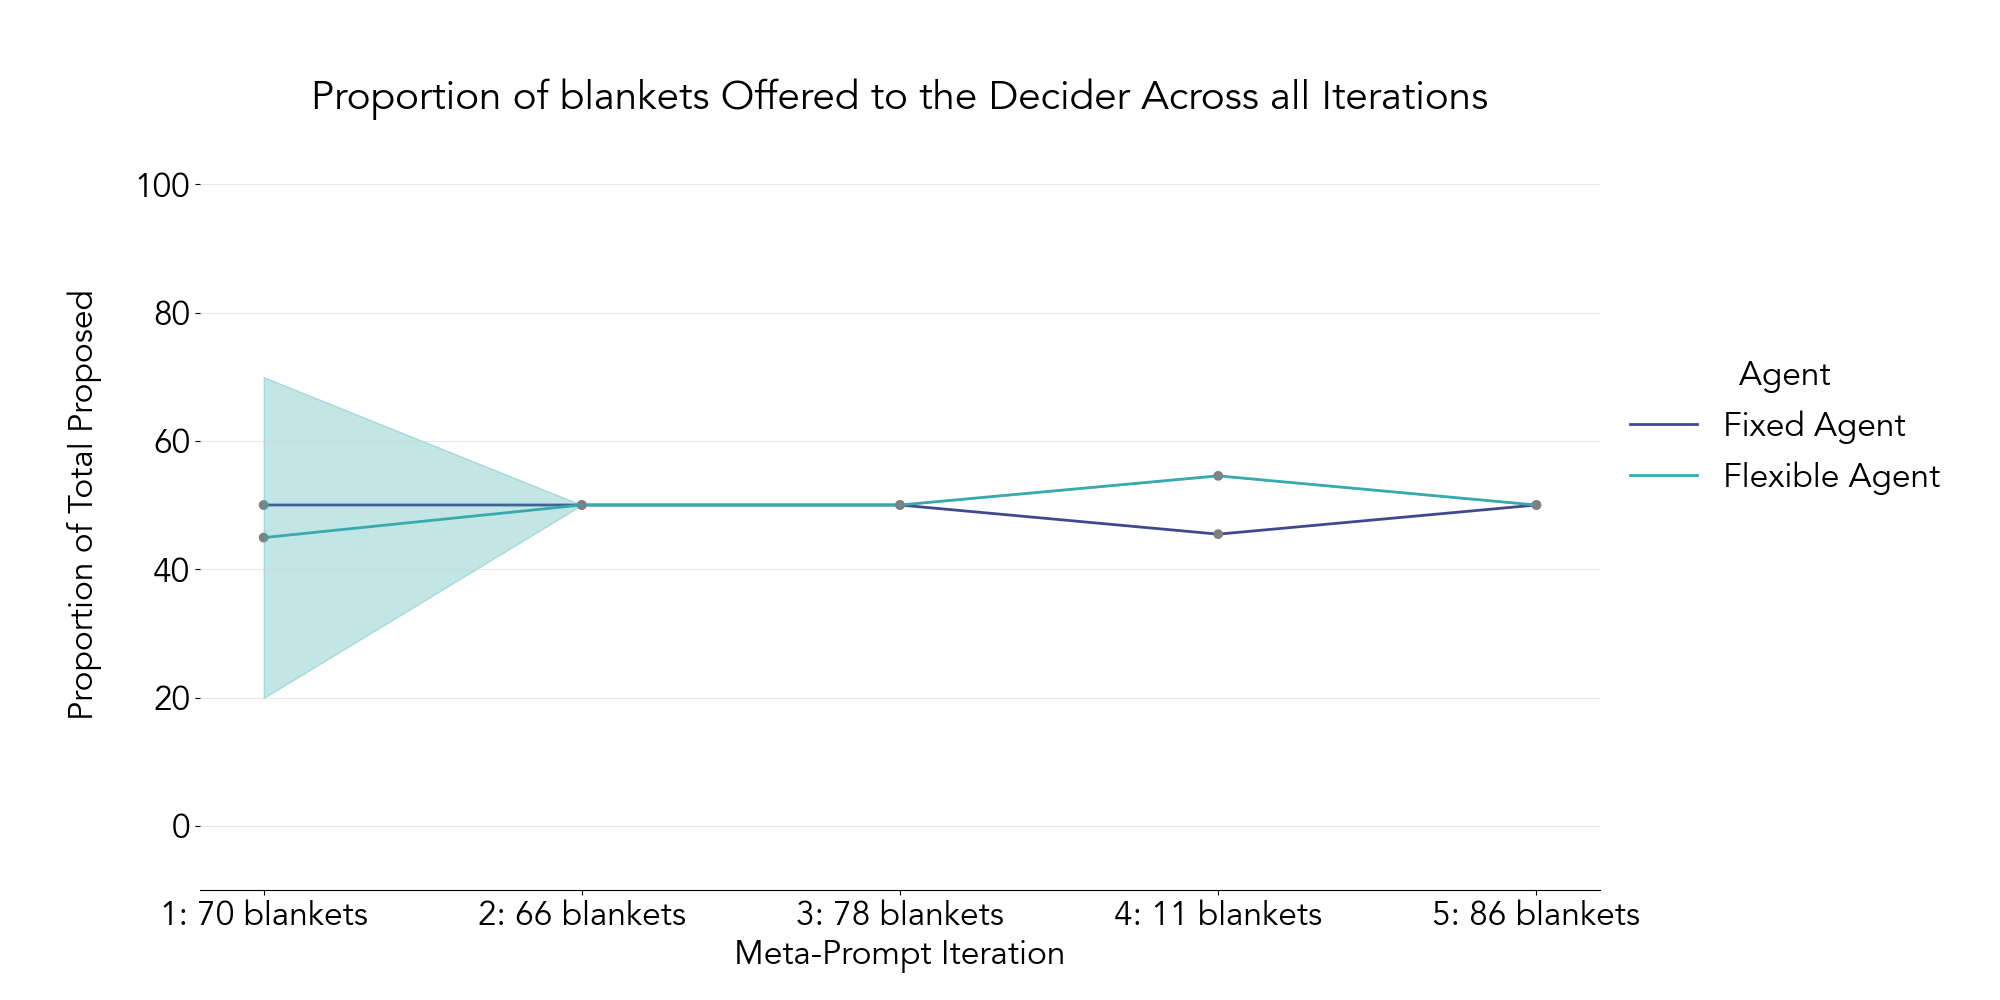 Proportion of blankets Offered to the Decider Across all Iterations
100
80
60
40
20
0
Proportion of Total Proposed
1: 70 blankets
2: 66 blankets
3: 78 blankets
4: 11 blankets
5: 86 blankets
Meta-Prompt Iteration
Agent
Fixed Agent
Flexible Agent